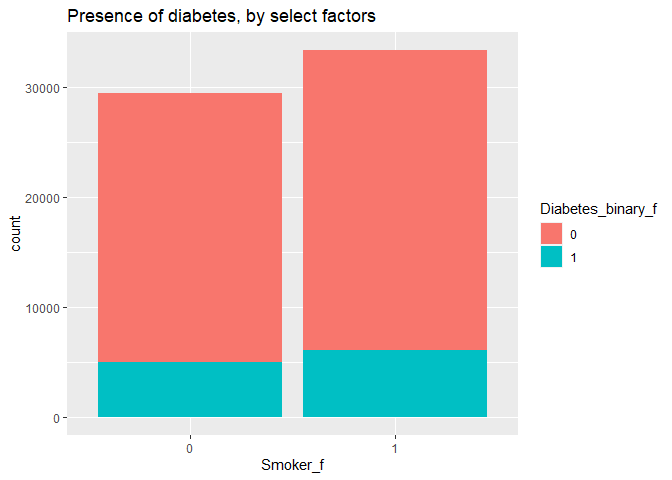 Presence of diabetes, by select factors
30000
20000
10000
0
count
0
1
Smoker_f
Diabetes_binary_f
0
1